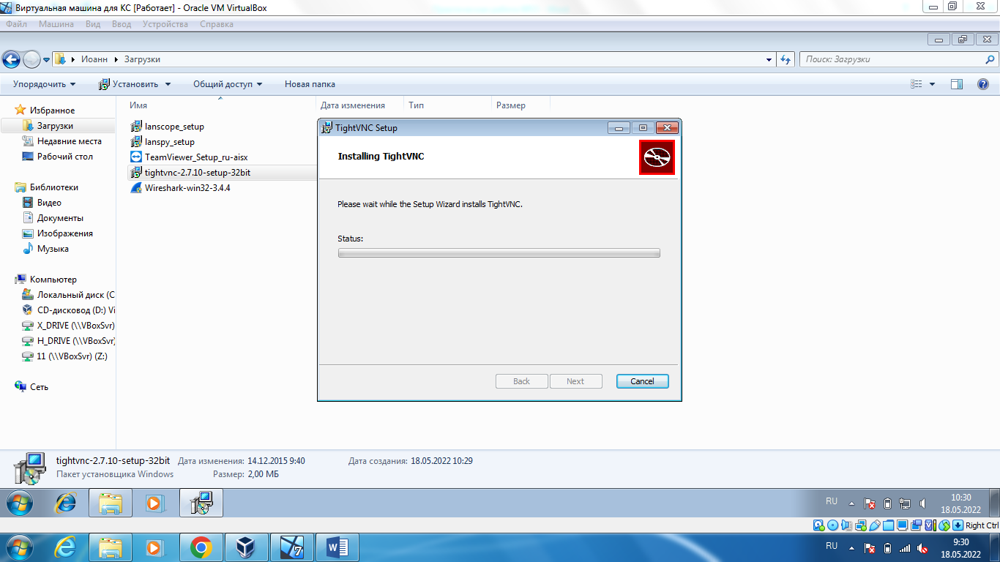 Виртуальная машина для КС [Работает] - Oracle VM VirtualBox
Файл Машина Вид Ввод Устройства Справка
Иоанн Загрузки
Поиск: Загрузки
Упорядочить Установить Общий доступ Новая папка
Избранное
Загрузки
Недавние места
Рабочий стол
Библиотеки
Видео
Документы
Изображения
Музыка
Компьютер
Локальный диск (C
CD-дисковод (D:) Vi
X_DRIVE (\\VBoxSvr)
H_DRIVE (\\VBoxSvr)
11 (\\VBoxSvr) (Z:)
Сеть
Имя Дата изменения Тип Размер
lanscope_setup
lanspy_setup
TeamViewer_Setup_ru-aisx
tightvnc-2.7.10-setup-32bit
Wireshark-win32-3.4.4
TightVNC Setup
Installing TightVNC
Please wait while the Setup Wizard installs TightVNC.
Status:
Back Next Cancel
tightvnc-2.7.10-setup-32bit Дата изменения: 14.12.2015 9:40 Дата создания: 18.05.2022 10:29
Пакет установщика Windows Размер: 2,00 МБ
RU 10:30
18.05.2022
Right Ctrl
RU 9:30
18.05.2022